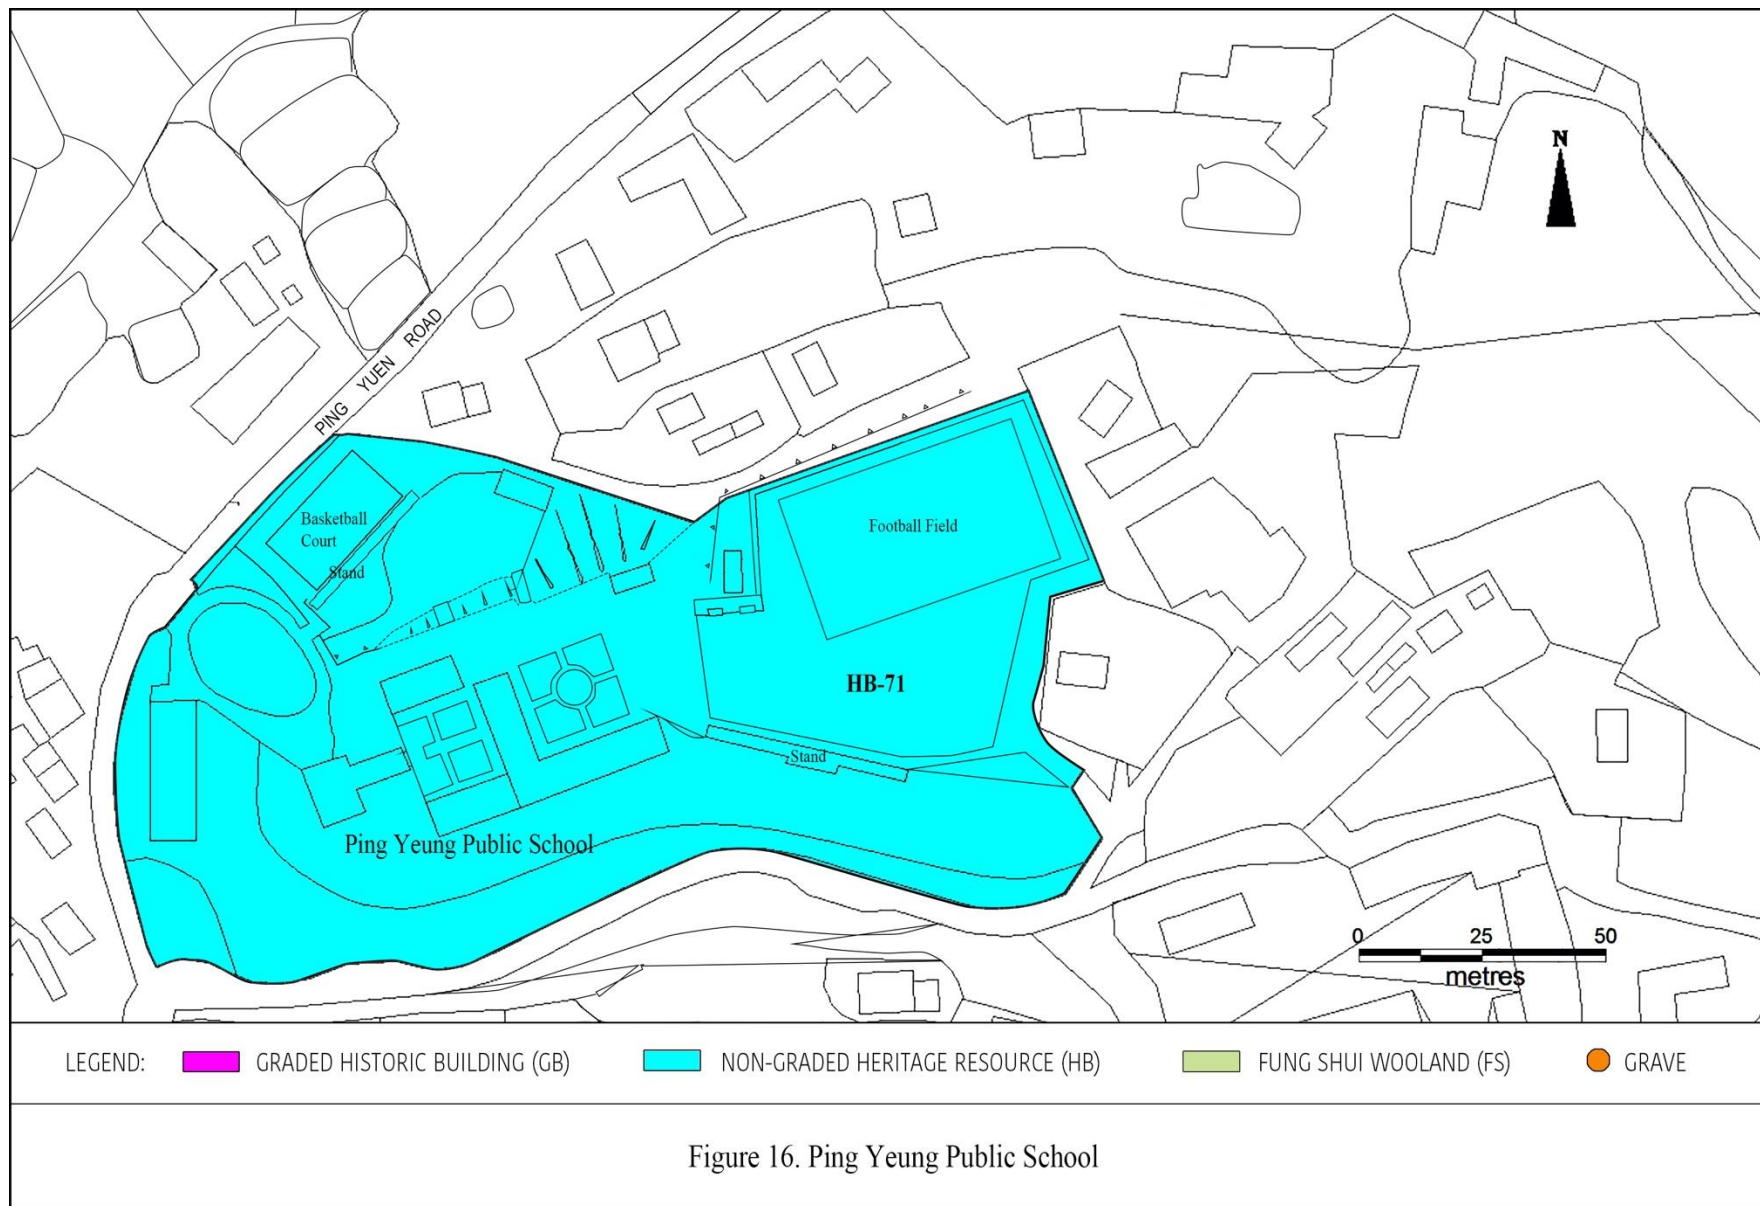 N
PING YUEN ROAD
Basketball
Court
Stand
Football Field
HB-71
Stand
Ping Yeung Public School
0 25 50
metres
LEGEND: GRADED HISTORIC BUILDING (GB) NON-GRADED HERITAGE RESOURCE (HB) FUNG SHUI WOOLAND (FS) GRAVE
Figure 16. Ping Yeung Public School